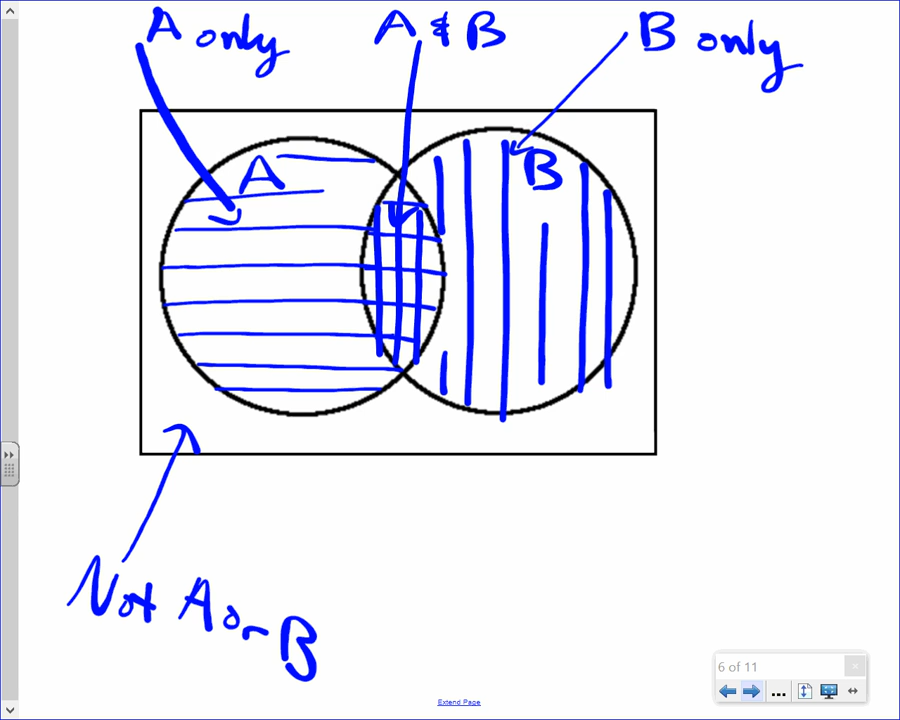 A only
A & B
B only
A
B
Not A or B
6 of 11
...
Extend Page